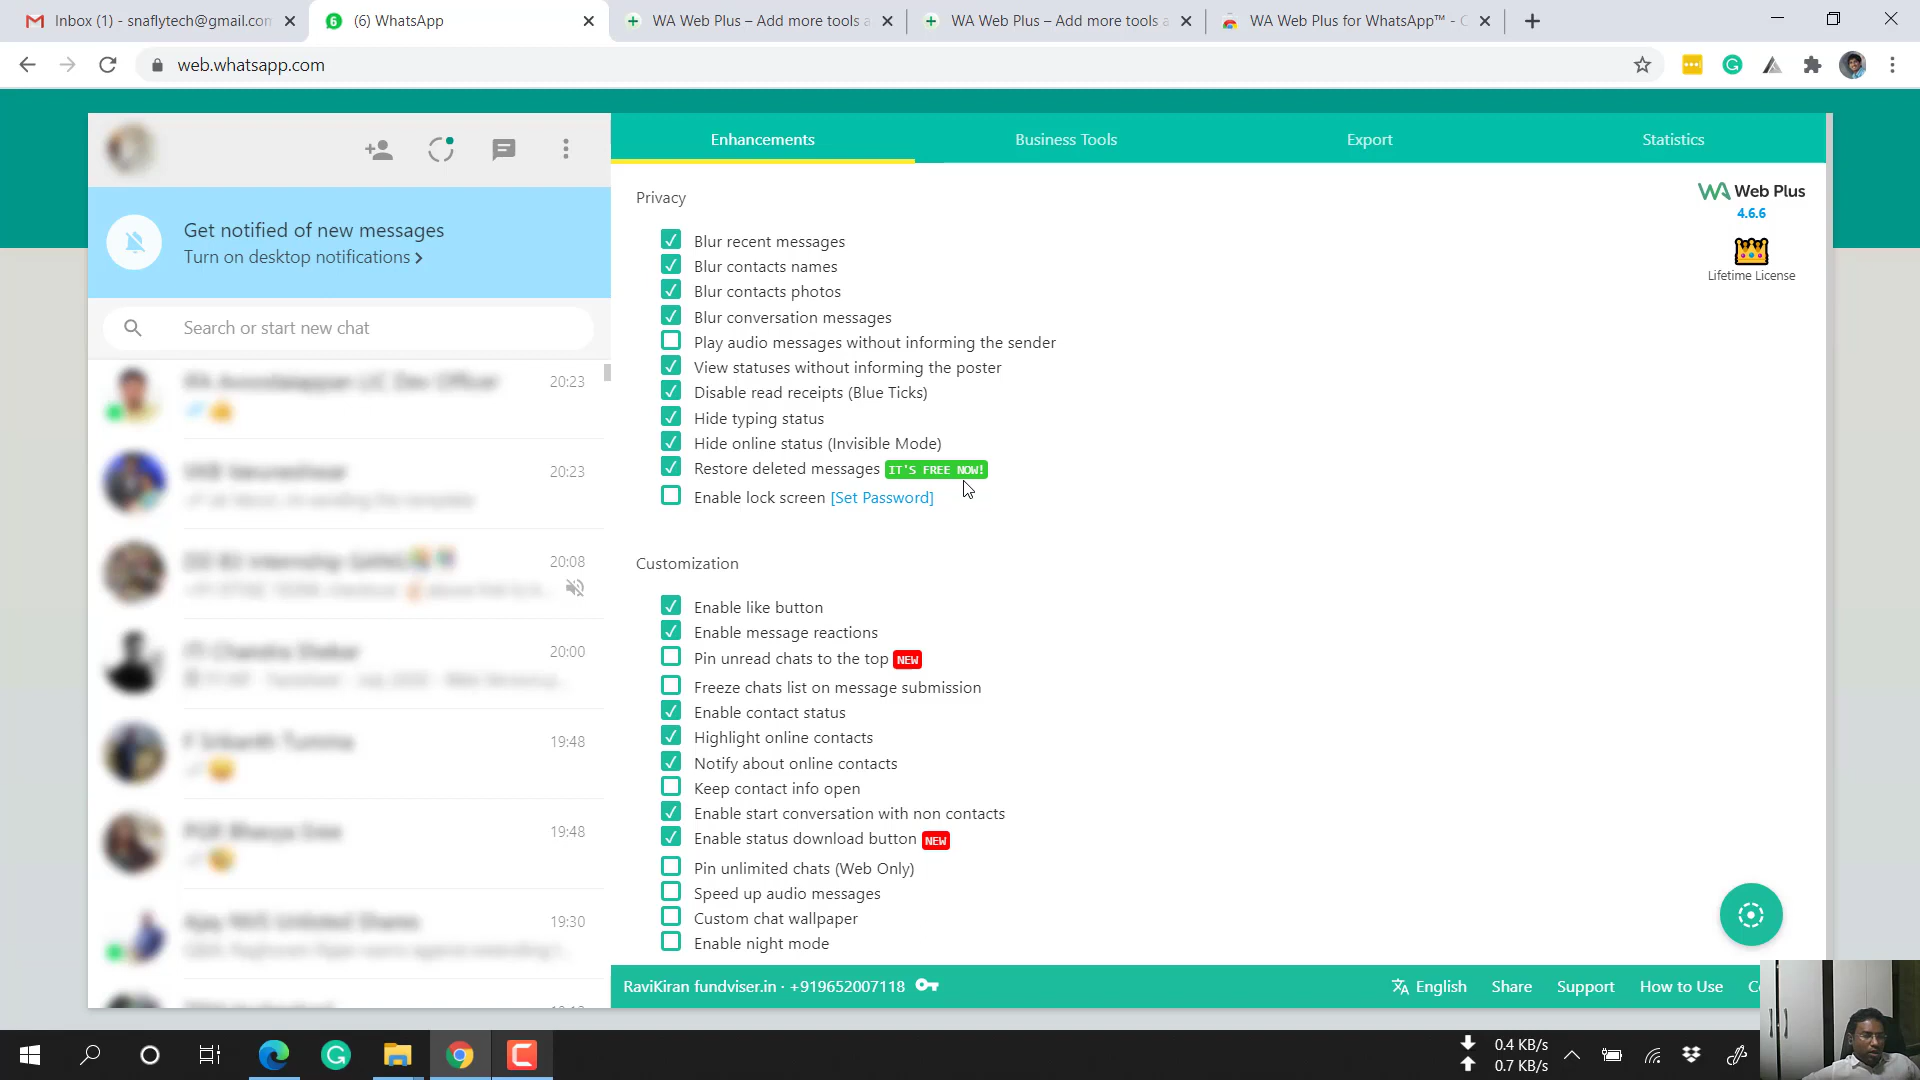 Inbox (1) - snaflytech@gmail.con
(6) WhatsApp
WA Web Plus – Add more tools a
WA Web Plus – Add more tools a
WA Web Plus for WhatsApp™ - C
web.whatsapp.com
Enhancements
Business Tools
Export
Statistics
Get notified of new messages
Turn on desktop notifications
Search or start new chat
20:23
20:23
20:08
20:00
19:48
19:48
19:30
Privacy
Blur recent messages
Blur contacts names
Blur contacts photos
Blur conversation messages
Play audio messages without informing the sender
View statuses without informing the poster
Disable read receipts (Blue Ticks)
Hide typing status
Hide online status (Invisible Mode)
Restore deleted messages IT'S FREE NOW!
Enable lock screen [Set Password]
WA Web Plus
4.6.6
Lifetime License
Customization
Enable like button
Enable message reactions
Pin unread chats to the top NEW
Freeze chats list on message submission
Enable contact status
Highlight online contacts
Notify about online contacts
Keep contact info open
Enable start conversation with non contacts
Enable status download button NEW
Pin unlimited chats (Web Only)
Speed up audio messages
Custom chat wallpaper
Enable night mode
RaviKiran fundviser.in · +919652007118
English
Share
Support
How to Use
0.4 KB/s
0.7 KB/s